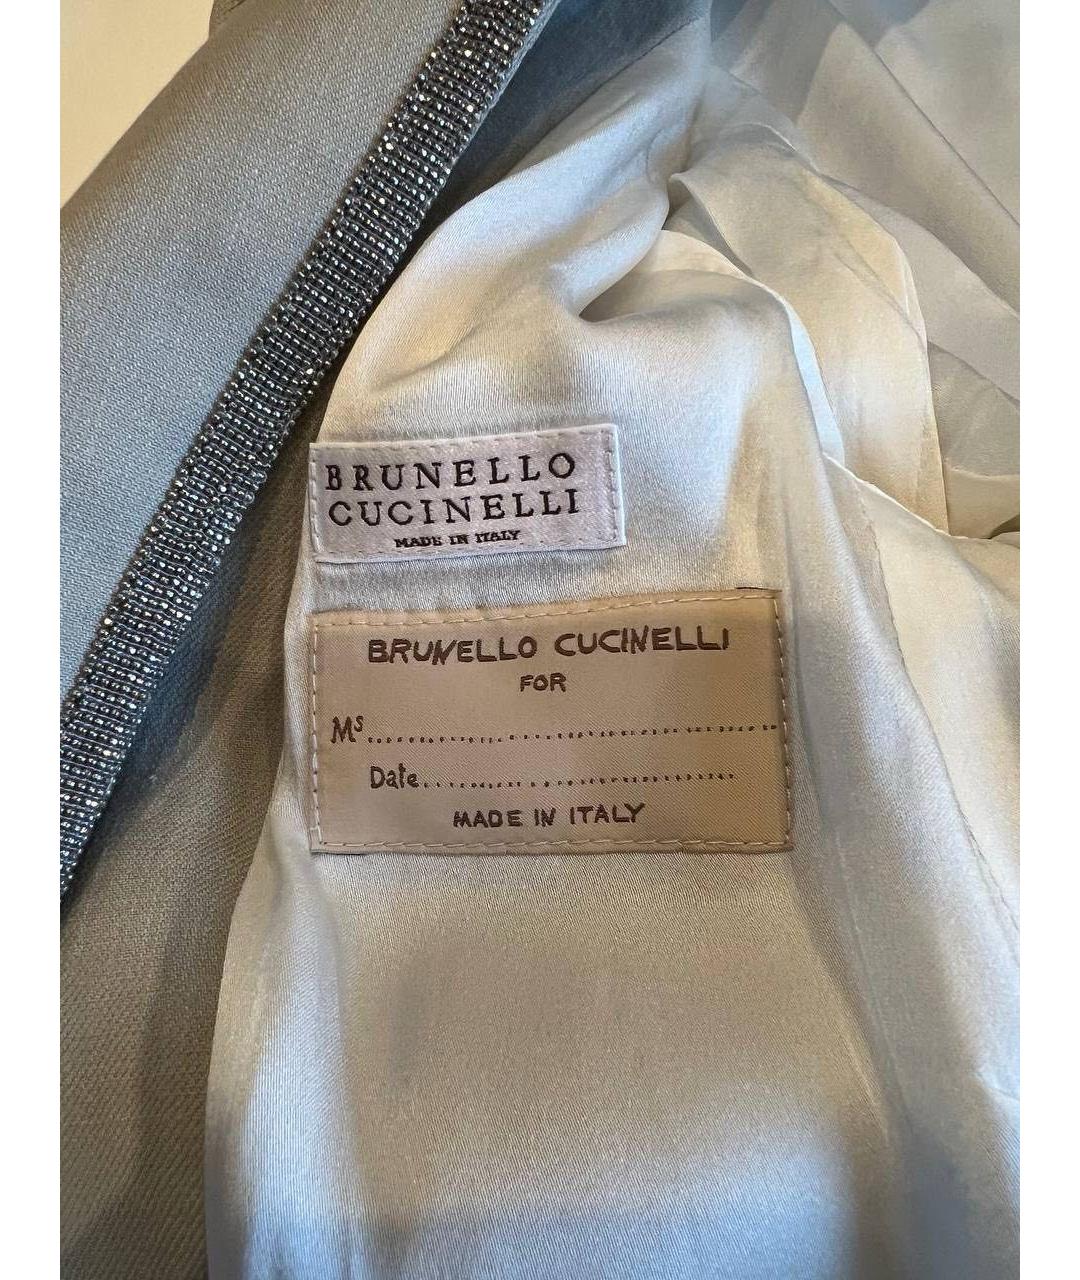 BRUNELLO
CUCINELLI
MADE IN ITALY
BRUNELLO CUCINELLI
FOR
Ms.............................................
Date...................................
MADE IN ITALY